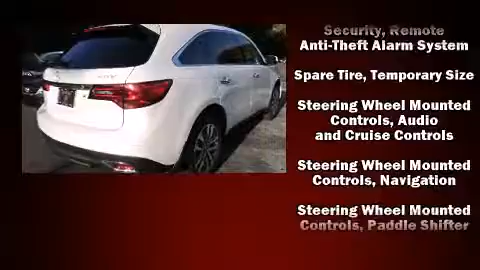 Security, Remote
Anti-Theft Alarm System
Spare Tire, Temporary Size
Steering Wheel Mounted
Controls, Audio
and Cruise Controls
Steering Wheel Mounted
Controls, Navigation
Steering Wheel Mounted
Controls, Paddle Shifter